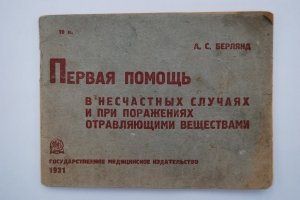 Л. С. БЕРЛЯНД
ПЕРВАЯ ПОМОЩЬ
В НЕСЧАСТНЫХ СЛУЧАЯХ
И ПРИ ПОРАЖЕНИЯХ
ОТРАВЛЯЮЩИМИ ВЕЩЕСТВАМИ
ГОСУДАРСТВЕННОЕ МЕДИЦИНСКОЕ ИЗДАТЕЛЬСТВО
1931